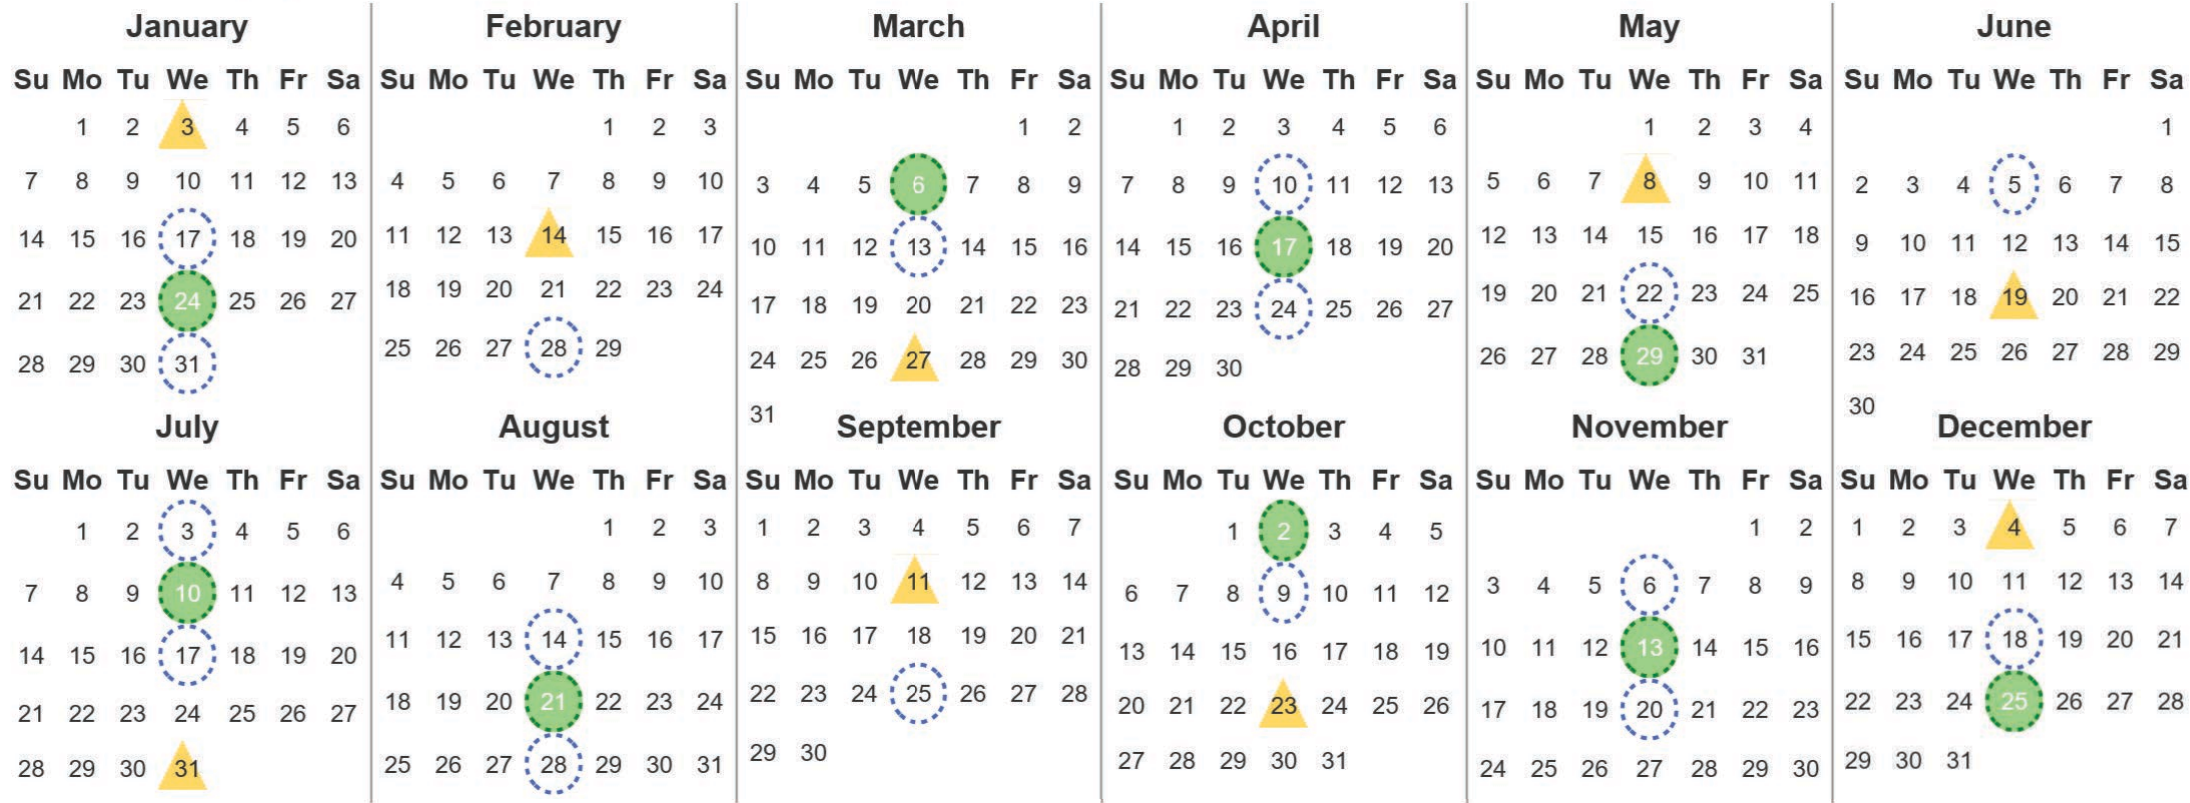 January
Su Mo Tu We Th Fr Sa
1 2 3 4 5 6
7 8 9 10 11 12 13
14 15 16 17 18 19 20
21 22 23 24 25 26 27
28 29 30 31
February
Su Mo Tu We Th Fr Sa
1 2 3
4 5 6 7 8 9 10
11 12 13 14 15 16 17
18 19 20 21 22 23 24
25 26 27 28 29
March
Su Mo Tu We Th Fr Sa
1 2
3 4 5 6 7 8 9
10 11 12 13 14 15 16
17 18 19 20 21 22 23
24 25 26 27 28 29 30
31
April
Su Mo Tu We Th Fr Sa
1 2 3 4 5 6
7 8 9 10 11 12 13
14 15 16 17 18 19 20
21 22 23 24 25 26 27
28 29 30
May
Su Mo Tu We Th Fr Sa
1 2 3 4
5 6 7 8 9 10 11
12 13 14 15 16 17 18
19 20 21 22 23 24 25
26 27 28 29 30 31
June
Su Mo Tu We Th Fr Sa
1
2 3 4 5 6 7 8
9 10 11 12 13 14 15
16 17 18 19 20 21 22
23 24 25 26 27 28 29
30
July
Su Mo Tu We Th Fr Sa
1 2 3 4 5 6
7 8 9 10 11 12 13
14 15 16 17 18 19 20
21 22 23 24 25 26 27
28 29 30 31
August
Su Mo Tu We Th Fr Sa
1 2 3
4 5 6 7 8 9 10
11 12 13 14 15 16 17
18 19 20 21 22 23 24
25 26 27 28 29 30 31
September
Su Mo Tu We Th Fr Sa
1 2 3 4 5 6 7
8 9 10 11 12 13 14
15 16 17 18 19 20 21
22 23 24 25 26 27 28
29 30
October
Su Mo Tu We Th Fr Sa
1 2 3 4 5
6 7 8 9 10 11 12
13 14 15 16 17 18 19
20 21 22 23 24 25 26
27 28 29 30 31
November
Su Mo Tu We Th Fr Sa
1 2
3 4 5 6 7 8 9
10 11 12 13 14 15 16
17 18 19 20 21 22 23
24 25 26 27 28 29 30
December
Su Mo Tu We Th Fr Sa
1 2 3 4 5 6 7
8 9 10 11 12 13 14
15 16 17 18 19 20 21
22 23 24 25 26 27 28
29 30 31